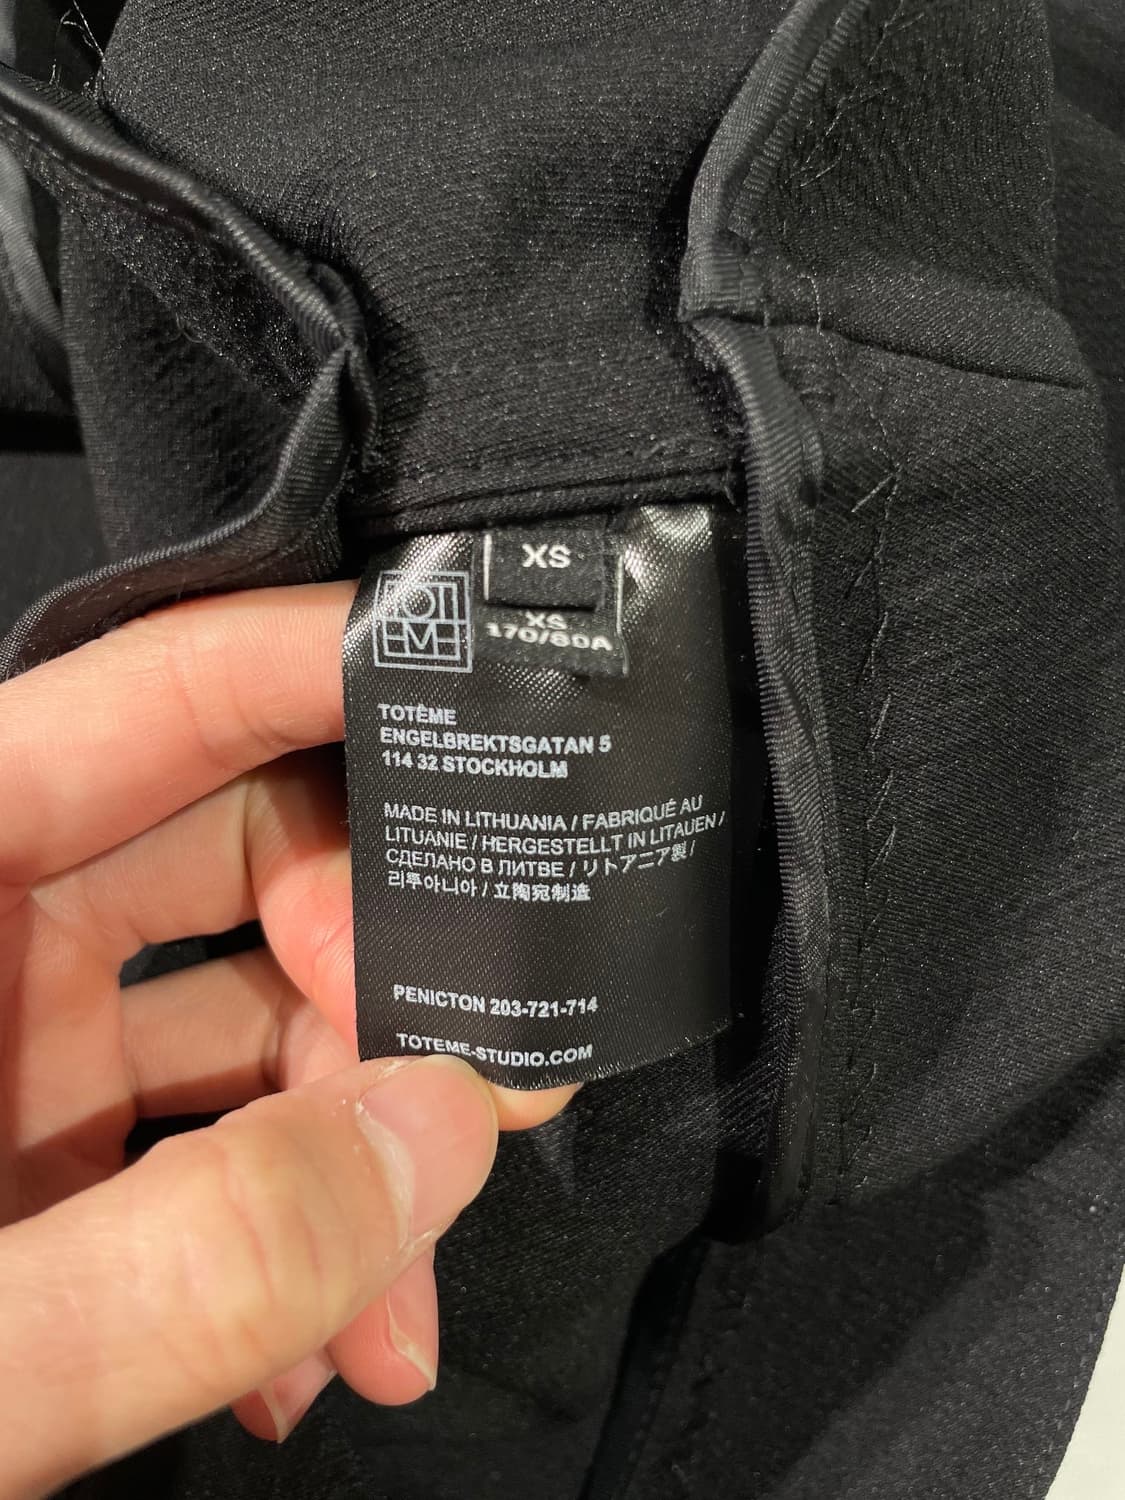 XS
XS
170/80A
TOTÊME
TOTÊME
ENGELBREKTSGATAN 5
114 32 STOCKHOLM
MADE IN LITHUANIA / FABRIQUÉ AU
LITUANIE / HERGESTELLT IN LITAUEN /
СДЕЛАНО В ЛИТВЕ / リトアニア製 /
리투아니아 / 立陶宛制造
PENICTON 203-721-714
TOTEME-STUDIO.COM